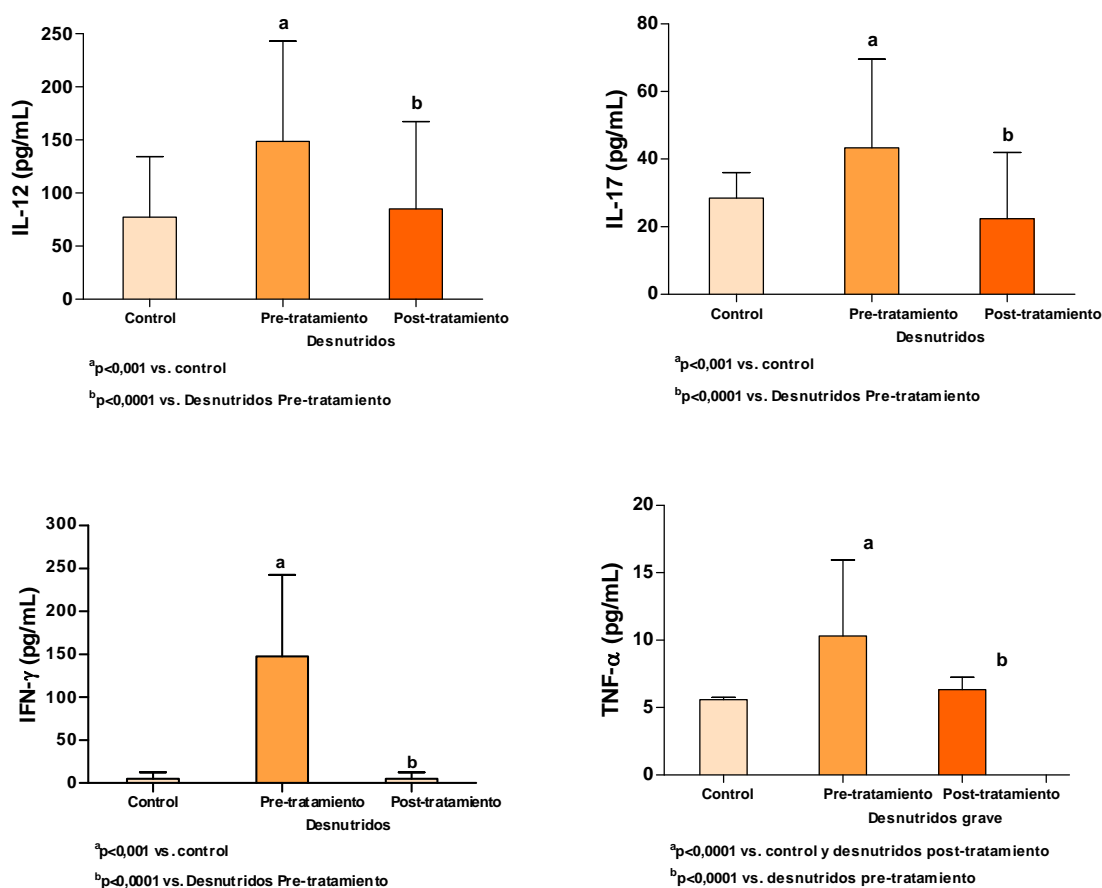 a
b
250
200
150
100
50
0
IL-12 (pg/mL)
Control Pre-tratamiento Post-tratamiento
Desnutridos
ap<0,001 vs. control
bp<0,0001 vs. Desnutridos Pre-tratamiento
a
b
80
60
40
20
0
IL-17 (pg/mL)
Control Pre-tratamiento Post-tratamiento
Desnutridos
ap<0,001 vs. control
bp<0,0001 vs. Desnutridos Pre-tratamiento
a
b
300
250
200
150
100
50
0
IFN-γ (pg/mL)
Control Pre-tratamiento Post-tratamiento
Desnutridos
ap<0,001 vs. control
bp<0,0001 vs. Desnutridos Pre-tratamiento
a
b
20
15
10
5
0
TNF-α (pg/mL)
Control Pre-tratamiento Post-tratamiento
Desnutridos grave
ap<0,0001 vs. control y desnutridos post-tratamiento
bp<0,0001 vs. desnutridos pre-tratamiento